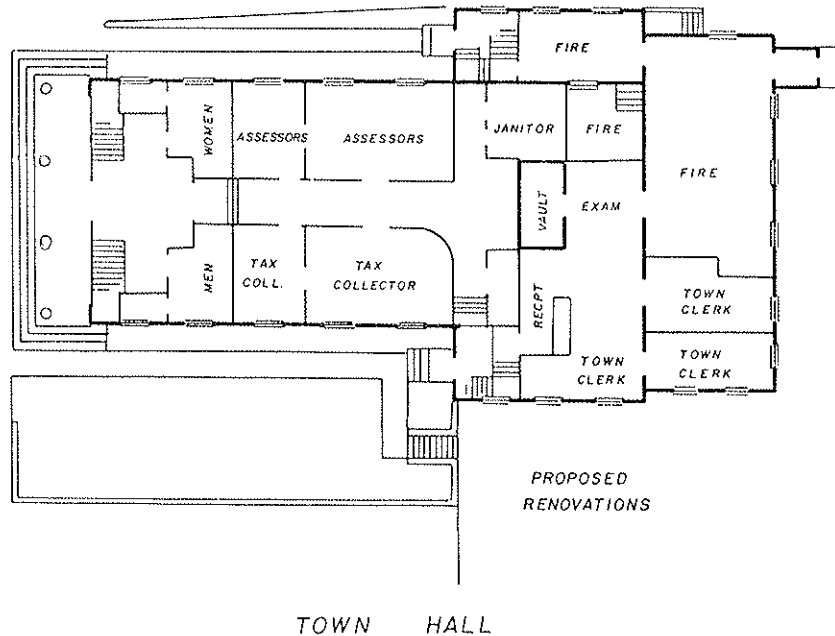 FIRE
WOMEN
ASSESSORS
ASSESSORS
JANITOR
FIRE
FIRE
VAULT
EXAM
MEN
TAX
COLL.
TAX
COLLECTOR
RECPT
TOWN
CLERK
TOWN
CLERK
TOWN
CLERK
PROPOSED
RENOVATIONS
TOWN HALL